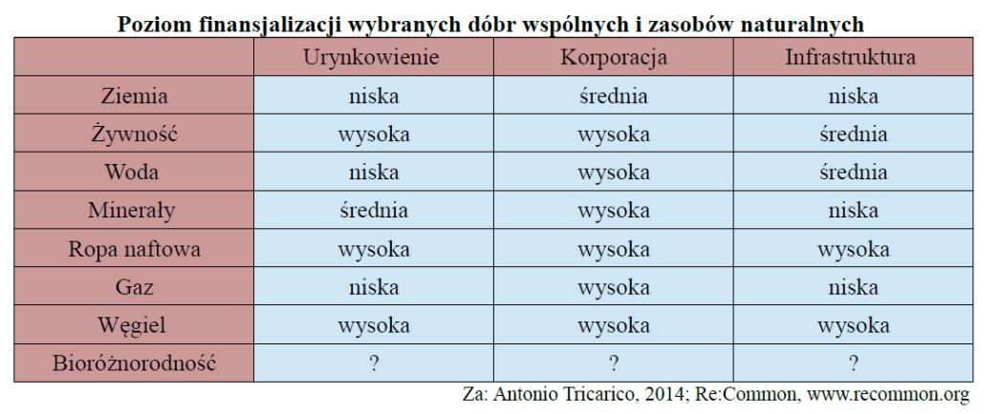 Poziom finansjalizacji wybranych dóbr wspólnych i zasobów naturalnych
Urynkowienie Korporacja Infrastruktura
Ziemia niska średnia niska
Żywność wysoka wysoka średnia
Woda niska wysoka średnia
Minerały średnia wysoka niska
Ropa naftowa wysoka wysoka wysoka
Gaz niska wysoka niska
Węgiel wysoka wysoka wysoka
Bioróżnorodność ? ? ?
Za: Antonio Tricarico, 2014; Re:Common, www.recommon.org